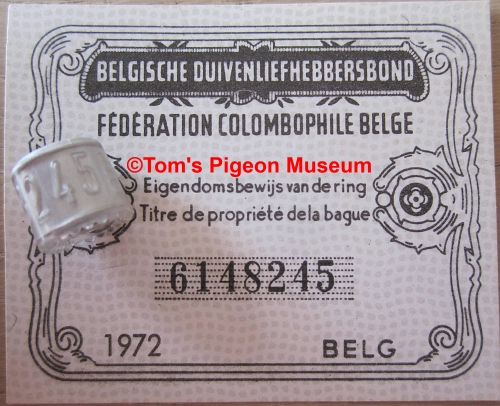 BELGISCHE DUIVENLIEFHEBBERSBOND
FÉDÉRATION COLOMBOPHILE BELGE
©Tom's Pigeon Museum
245
Eigendomsbewijs van de ring
Titre de propriété de la bague
6148245
1972 BELG